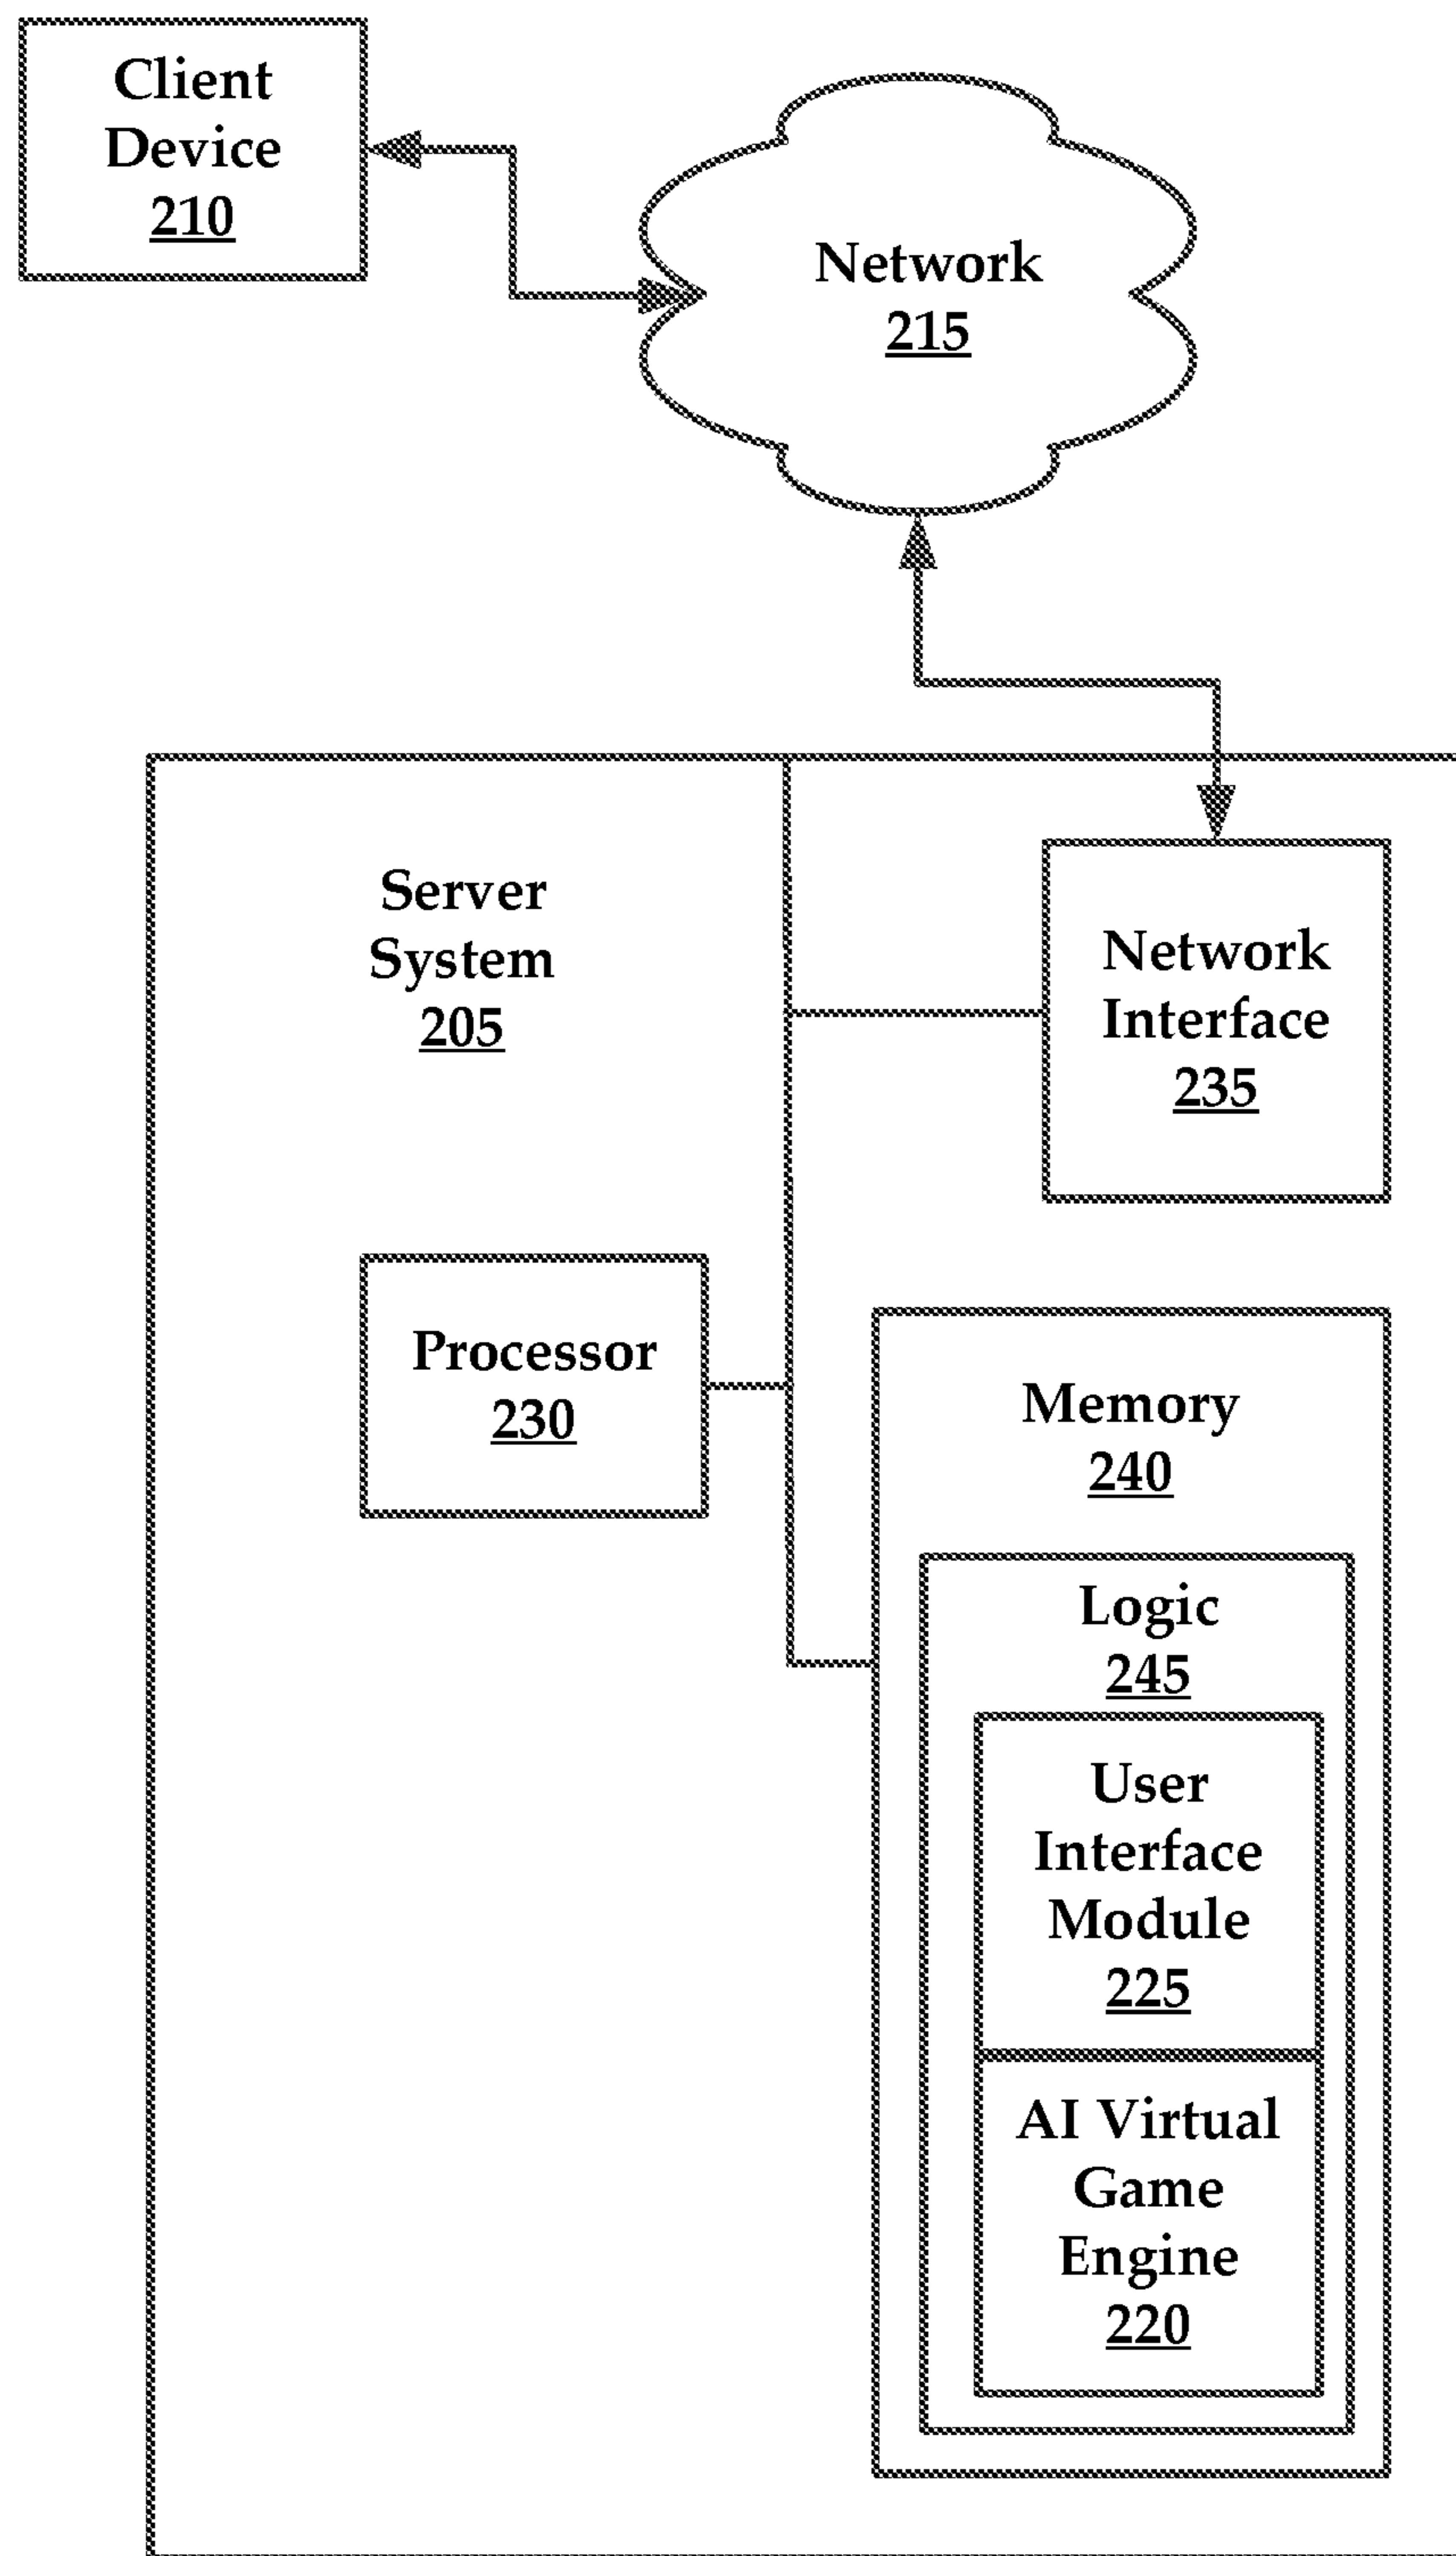 Client
Device
210
Network
215
Server
System
205
Network
Interface
235
Processor
230
Memory
240
Logic
245
User
Interface
Module
225
AI Virtual
Game
Engine
220